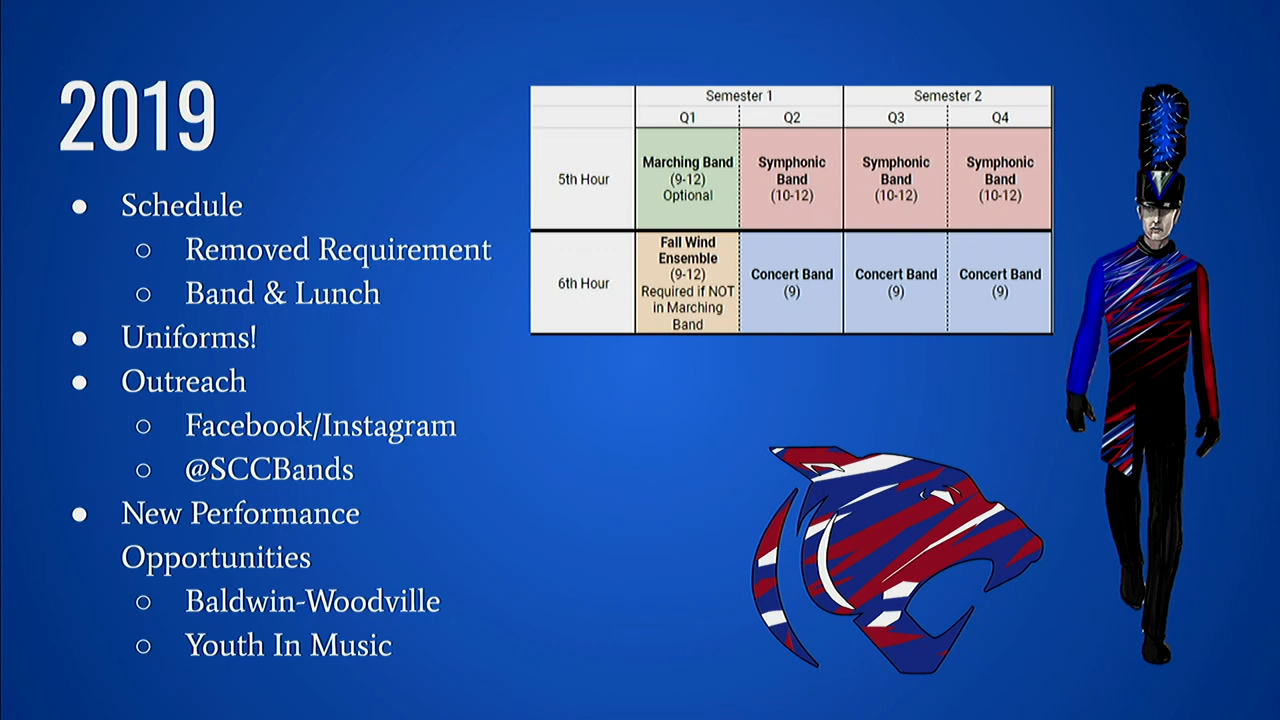 2019
● Schedule
○ Removed Requirement
○ Band & Lunch
● Uniforms!
● Outreach
○ Facebook/Instagram
○ @SCCBands
● New Performance
Opportunities
○ Baldwin-Woodville
○ Youth In Music
Semester 1 Semester 2
Q1 Q2 Q3 Q4
5th Hour
Marching Band
(9-12)
Optional
Symphonic
Band
(10-12)
Symphonic
Band
(10-12)
Symphonic
Band
(10-12)
6th Hour
Fall Wind
Ensemble
(9-12)
Required if NOT
in Marching
Band
Concert Band
(9)
Concert Band
(9)
Concert Band
(9)